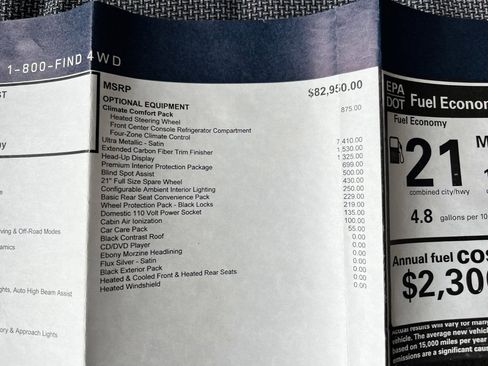 1-800-FIND 4WD
ST
y
riving & Off-Road Modes
namics
ghts, Auto High Beam Assist
ory & Approach Lights
MSRP $82,950.00
OPTIONAL EQUIPMENT
Climate Comfort Pack 875.00
Heated Steering Wheel
Front Center Console Refrigerator Compartment
Four-Zone Climate Control
Ultra Metallic - Satin 7,410.00
Extended Carbon Fiber Trim Finisher 1,530.00
Head-Up Display 1,325.00
Premium Interior Protection Package 699.00
Blind Spot Assist 500.00
21" Full Size Spare Wheel 430.00
Configurable Ambient Interior Lighting 250.00
Basic Rear Seat Convenience Pack 229.00
Wheel Protection Pack - Black Locks 219.00
Domestic 110 Volt Power Socket 135.00
Cabin Air Ionization 100.00
Car Care Pack 55.00
Black Contrast Roof 0.00
CD/DVD Player 0.00
Ebony Morzine Headlining 0.00
Flux Silver - Satin 0.00
Black Exterior Pack 0.00
Heated & Cooled Front & Heated Rear Seats 0.00
Heated Windshield 0.00
EPA
DOT
Fuel Econom
Fuel Economy
21 M
combined city/hwy
4.8 gallons per 10
Annual fuel COS
$2,300
Actual results will vary for many
vehicle. The average new vehicl
based on 15,000 miles per year
emissions are a significant caus